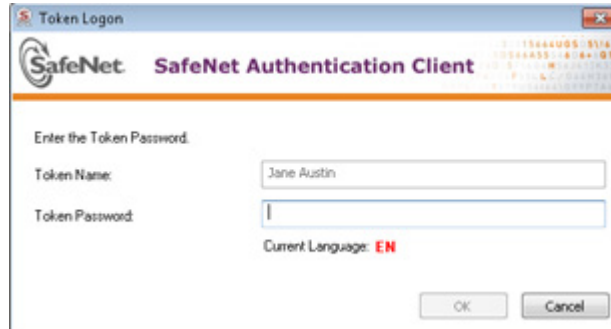 Token Logon
SafeNet. SafeNet Authentication Client
Enter the Token Password.
Token Name: Jane Austin
Token Password:
Current Language: EN
OK Cancel